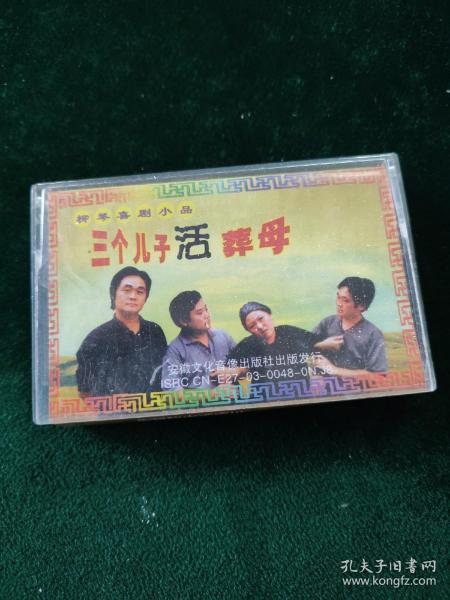 柳琴喜剧小品
三个儿子活葬母
安徽文化音像出版社出版发行
ISRC CN-E27-03-0048-0N.J8
孔夫子旧书网
www.kongfz.com